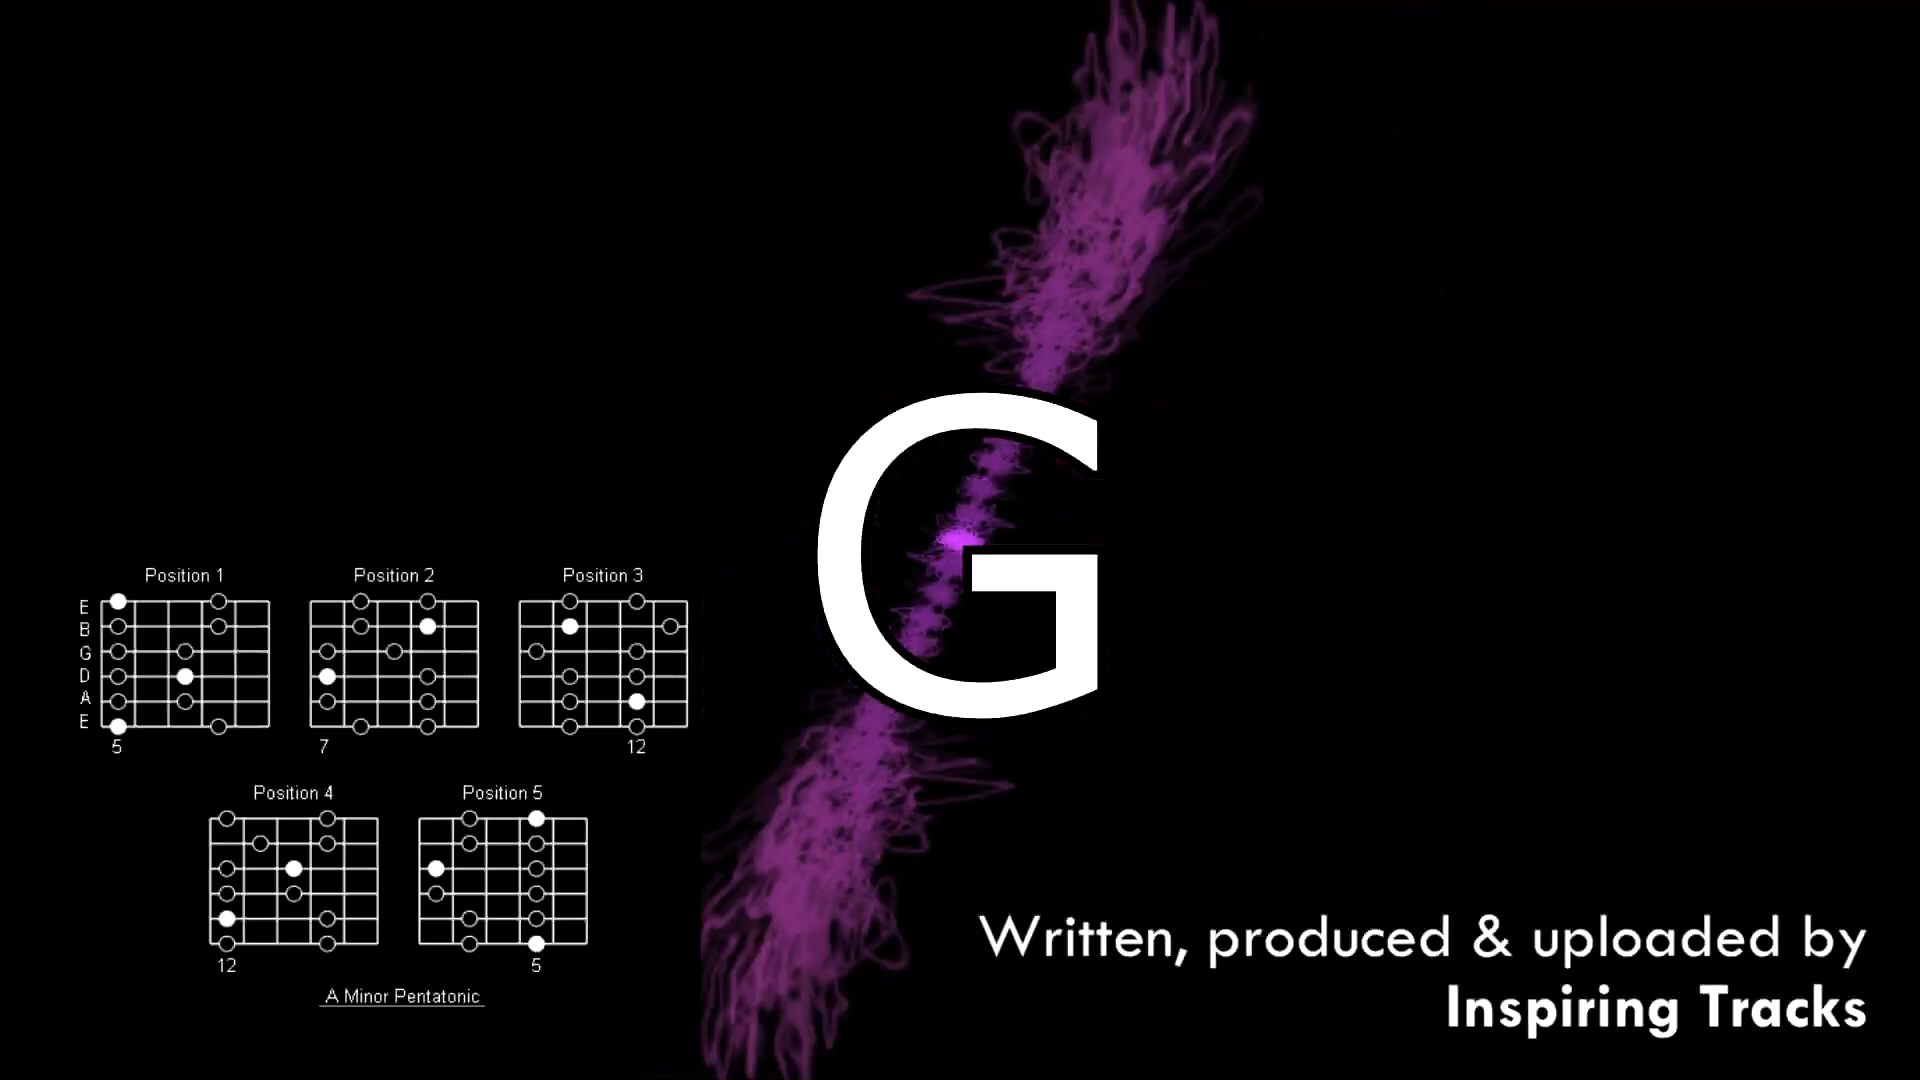 G
Position 1
Position 2
Position 3
E
B
G
D
A
E
5
7
12
Position 4
Position 5
12
5
A Minor Pentatonic
Written, produced & uploaded by
Inspiring Tracks